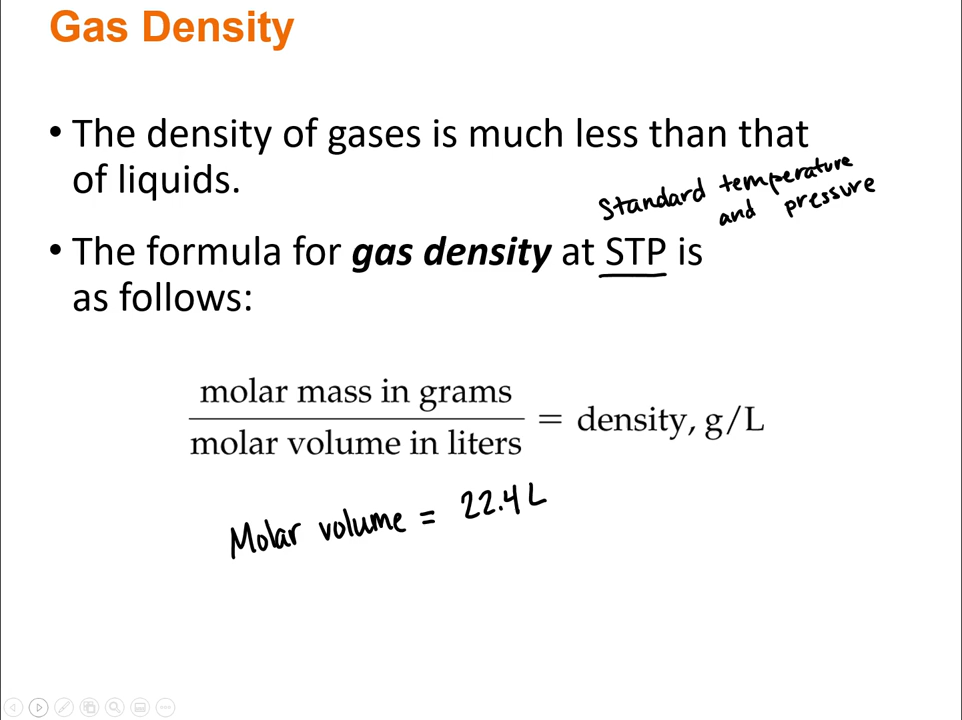 Gas Density
• The density of gases is much less than that
of liquids.
Standard temperature
and pressure
• The formula for gas density at STP is
as follows:
molar mass in grams
molar volume in liters
= density, g/L
Molar volume = 22.4 L